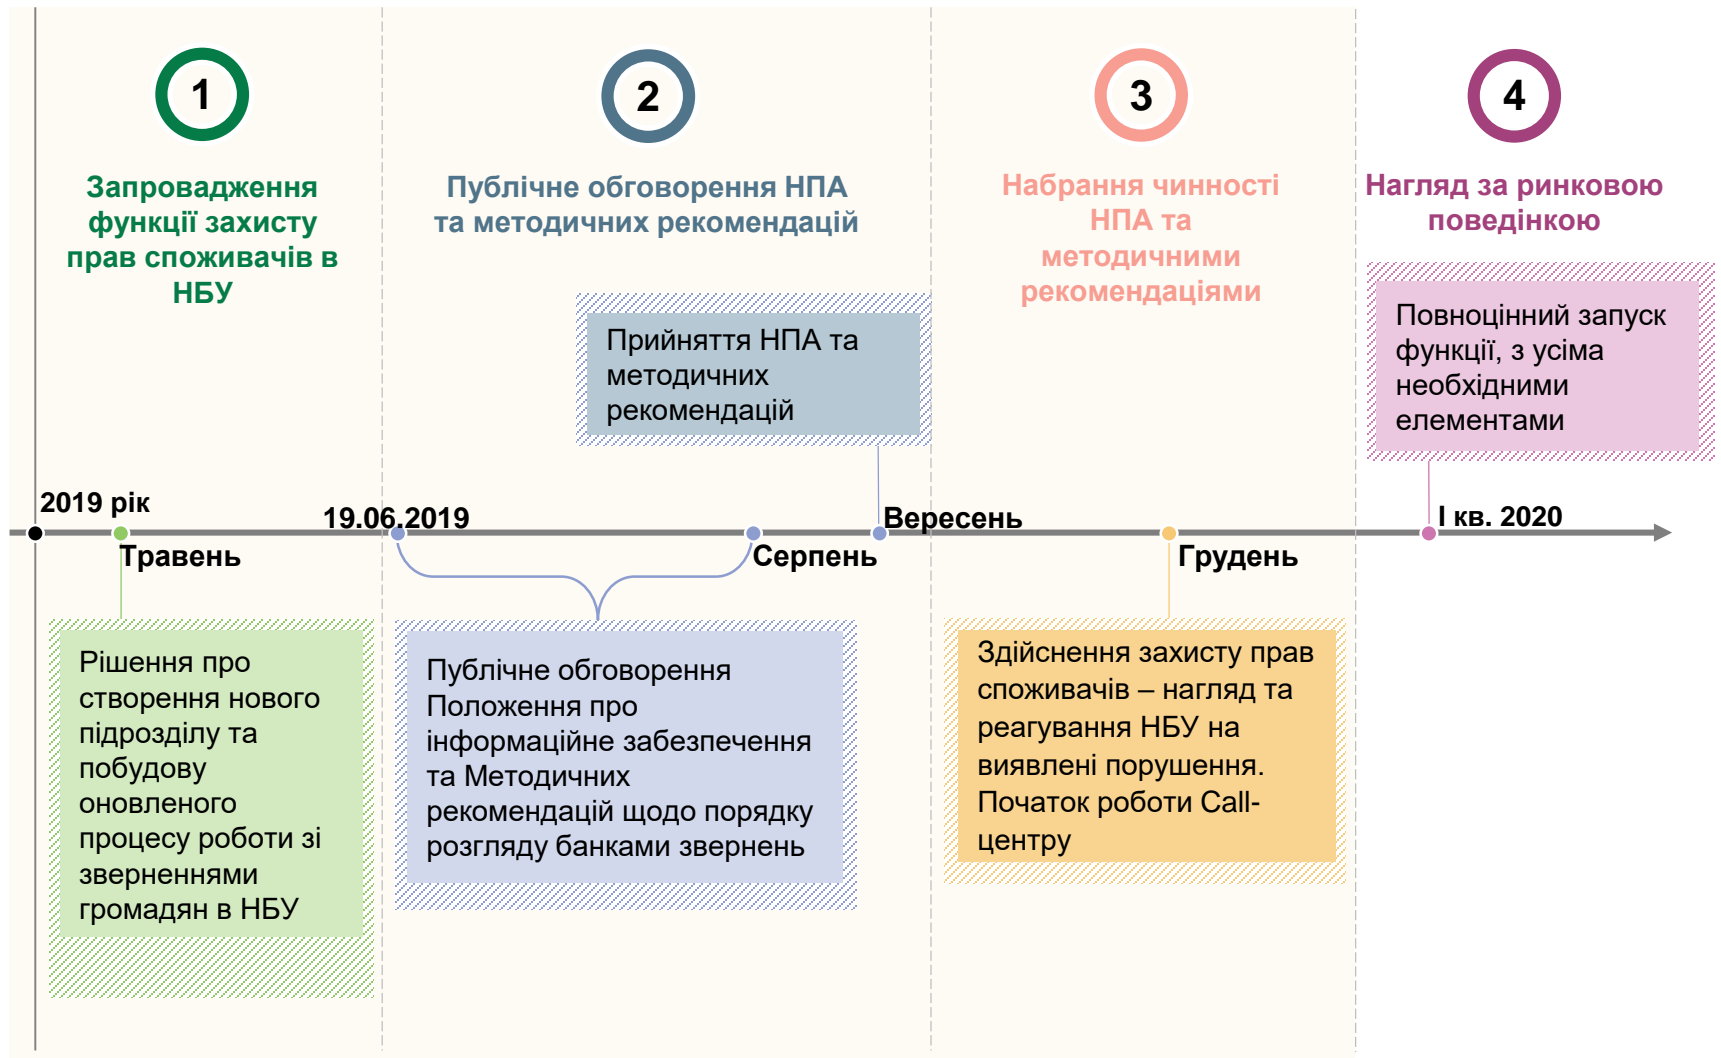 1
Запровадження
функції захисту
прав споживачів в
НБУ
2
Публічне обговорення НПА
та методичних рекомендацій
3
Набрання чинності
НПА та
методичними
рекомендаціями
4
Нагляд за ринковою
поведінкою
Прийняття НПА та
методичних
рекомендацій
Повноцінний запуск
функції, з усіма
необхідними
елементами
2019 рік
Травень
19.06.2019
Серпень
Вересень
Грудень
І кв. 2020
Рішення про
створення нового
підрозділу та
побудову
оновленого
процесу роботи зі
зверненнями
громадян в НБУ
Публічне обговорення
Положення про
інформаційне забезпечення
та Методичних
рекомендацій щодо порядку
розгляду банками звернень
Здійснення захисту прав
споживачів – нагляд та
реагування НБУ на
виявлені порушення.
Початок роботи Call-
центру